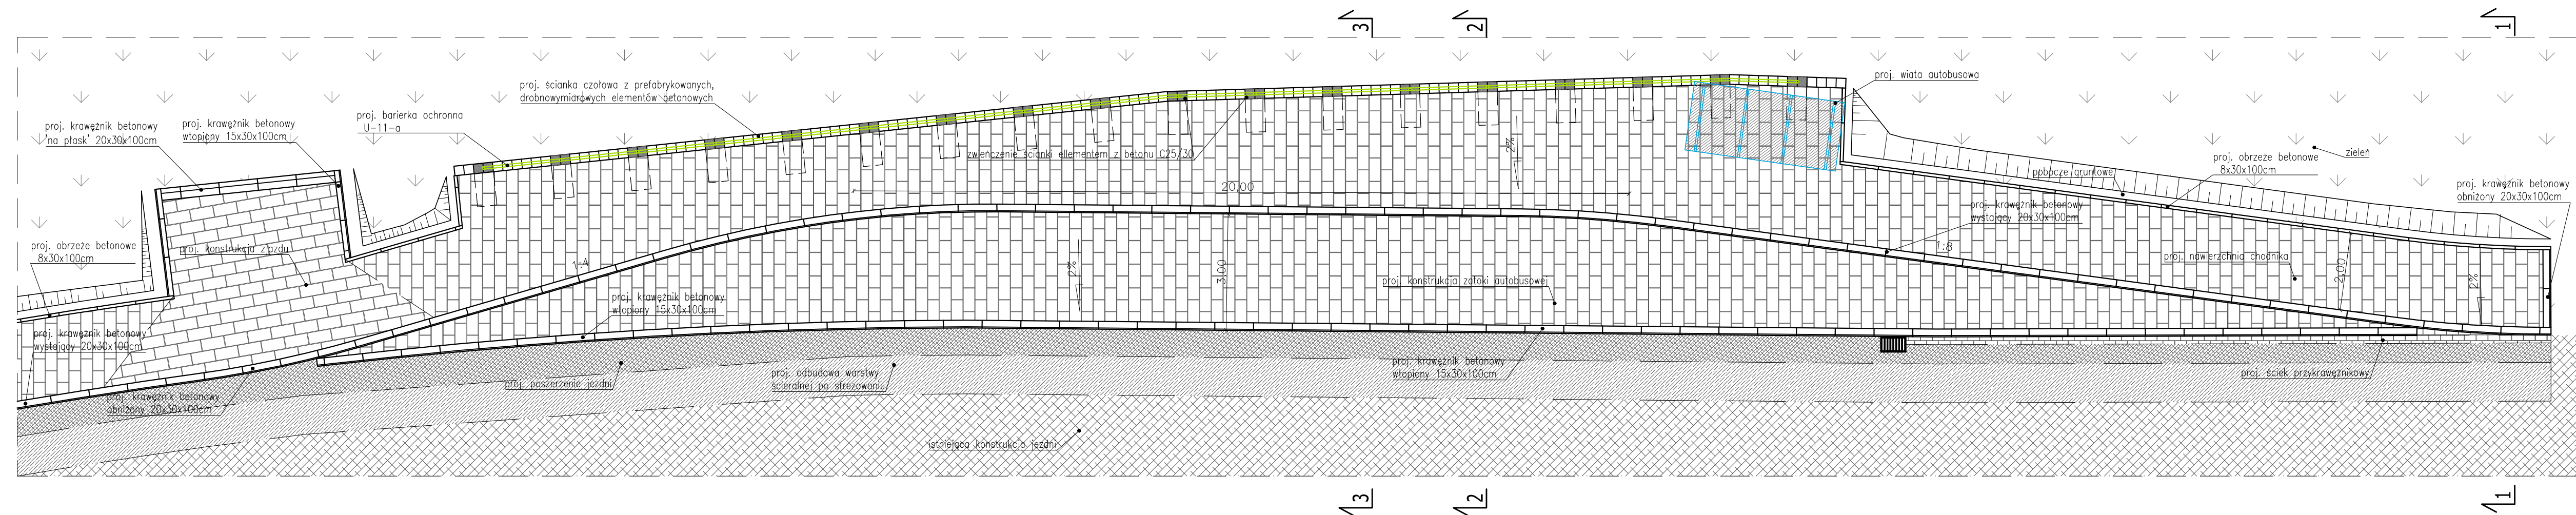 3
2
1
proj. wiata autobusowa
proj. ścianka czołowa z prefabrykowanych,
drobnowymiarowych elementów betonowych
proj. barierka ochronna
U-11-a
proj. krawężnik betonowy
'na płask' 20x30x100cm
proj. krawężnik betonowy
wtopiony 15x30x100cm
zwieńczenie ścianki ellementem z betonu C25/30
2%
zieleń
proj. obrzeże betonowe
8x30x100cm
pobocze gruntowe
proj. krawężnik betonowy
obniżony 20x30x100cm
20,00
proj. krawężnik betonowy
wystający 20x30x100cm
proj. obrzeże betonowe
8x30x100cm
proj. konstrukcja zjazdu
1:4
2%
3,00
1:8
proj. nawierzchnia chodnika
2,00
2%
proj. konstrukcja zatoki autobusowej
proj. krawężnik betonowy
wtopiony 15x30x100cm
proj. krawężnik betonowy
wystający 20x30x100cm
proj. krawężnik betonowy
wtopiony 15x30x100cm
proj. odbudowa warstwy
ścieralnej po sfrezowaniu
proj. poszerzenie jezdni
proj. ściek przykrawężnikowy
proj. krawężnik betonowy
obniżony 20x30x100cm
istniejąca konstrukcja jezdni
3
2
1